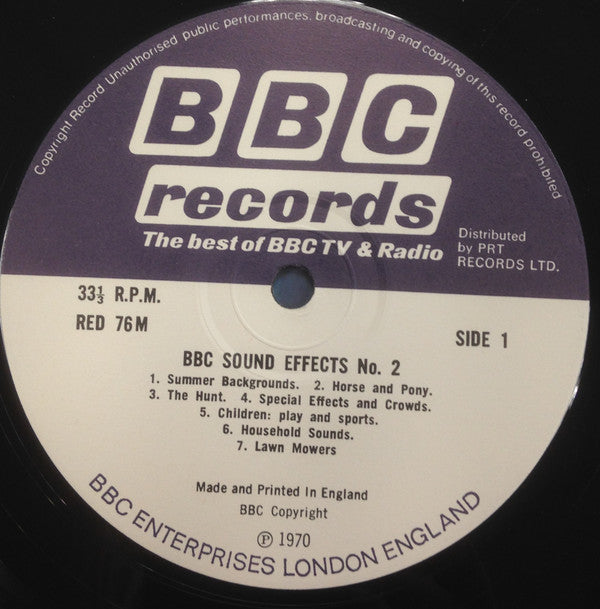 Copyright Record Unauthorised public performances, broadcasting and copying of this record prohibited
BBC
records
The best of BBC TV & Radio
Distributed
by PRT
RECORDS LTD.
33⅓ R.P.M.
RED 76M
SIDE 1
BBC SOUND EFFECTS No. 2
1. Summer Backgrounds. 2. Horse and Pony.
3. The Hunt. 4. Special Effects and Crowds.
5. Children: play and sports.
6. Household Sounds.
7. Lawn Mowers
Made and Printed In England
BBC Copyright
Ⓟ 1970
BBC ENTERPRISES LONDON ENGLAND